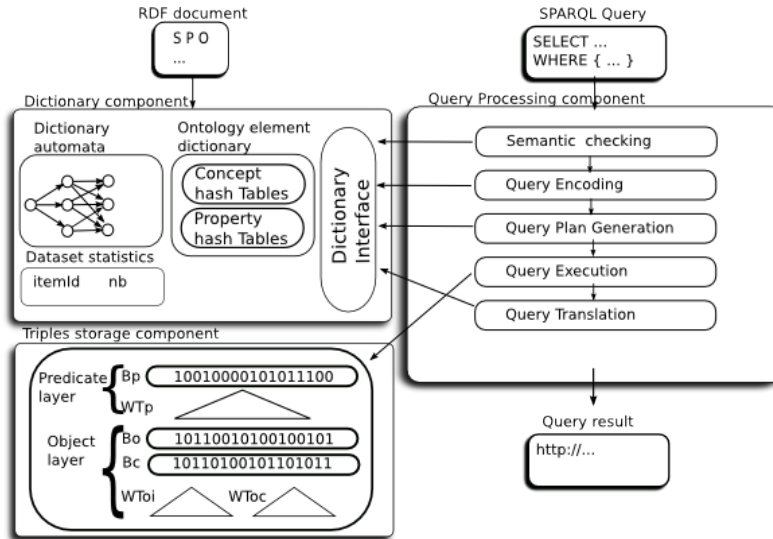 RDF document
S P O
...
SPARQL Query
SELECT ...
WHERE { ... }
Dictionary component
Dictionary
automata
Ontology element
dictionary
Concept
hash Tables
Property
hash Tables
Dictionary
Interface
Dataset statistics
itemId nb
Query Processing component
Semantic checking
Query Encoding
Query Plan Generation
Query Execution
Query Translation
Triples storage component
Predicate
layer
Bp 10010000101011100
WTp
Object
layer
Bo 10110010100100101
Bc 10110100101101011
WToi WToc
Query result
http://...